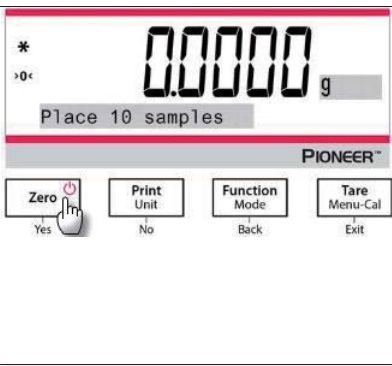 *
>0<
0.0000 g
Place 10 samples
PIONEER™
Zero Print Function Tare
Unit Mode Menu-Cal
Yes No Back Exit